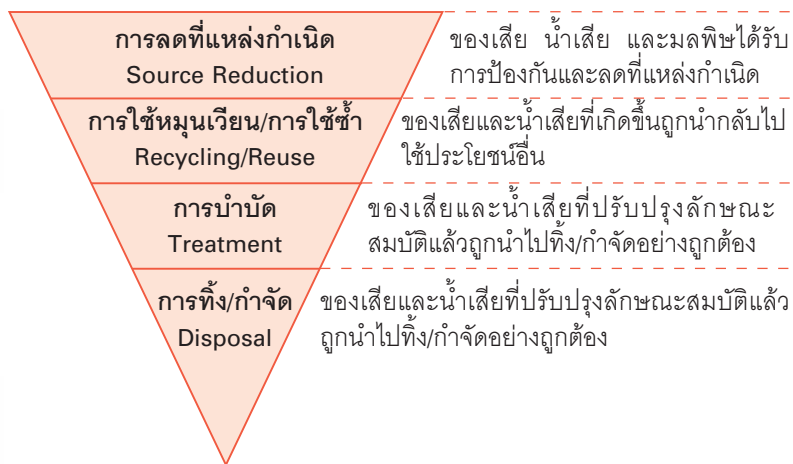 การลดที่แหล่งกำเนิด
Source Reduction
ของเสีย น้ำเสีย และมลพิษได้รับ
การป้องกันและลดที่แหล่งกำเนิด
การใช้หมุนเวียน/การใช้ซ้ำ
Recycling/Reuse
ของเสียและน้ำเสียที่เกิดขึ้นถูกนำกลับไป
ใช้ประโยชน์อื่น
การบำบัด
Treatment
ของเสียและน้ำเสียที่ปรับปรุงลักษณะ
สมบัติแล้วถูกนำไปทิ้ง/กำจัดอย่างถูกต้อง
การทิ้ง/กำจัด
Disposal
ของเสียและน้ำเสียที่ปรับปรุงลักษณะสมบัติแล้ว
ถูกนำไปทิ้ง/กำจัดอย่างถูกต้อง